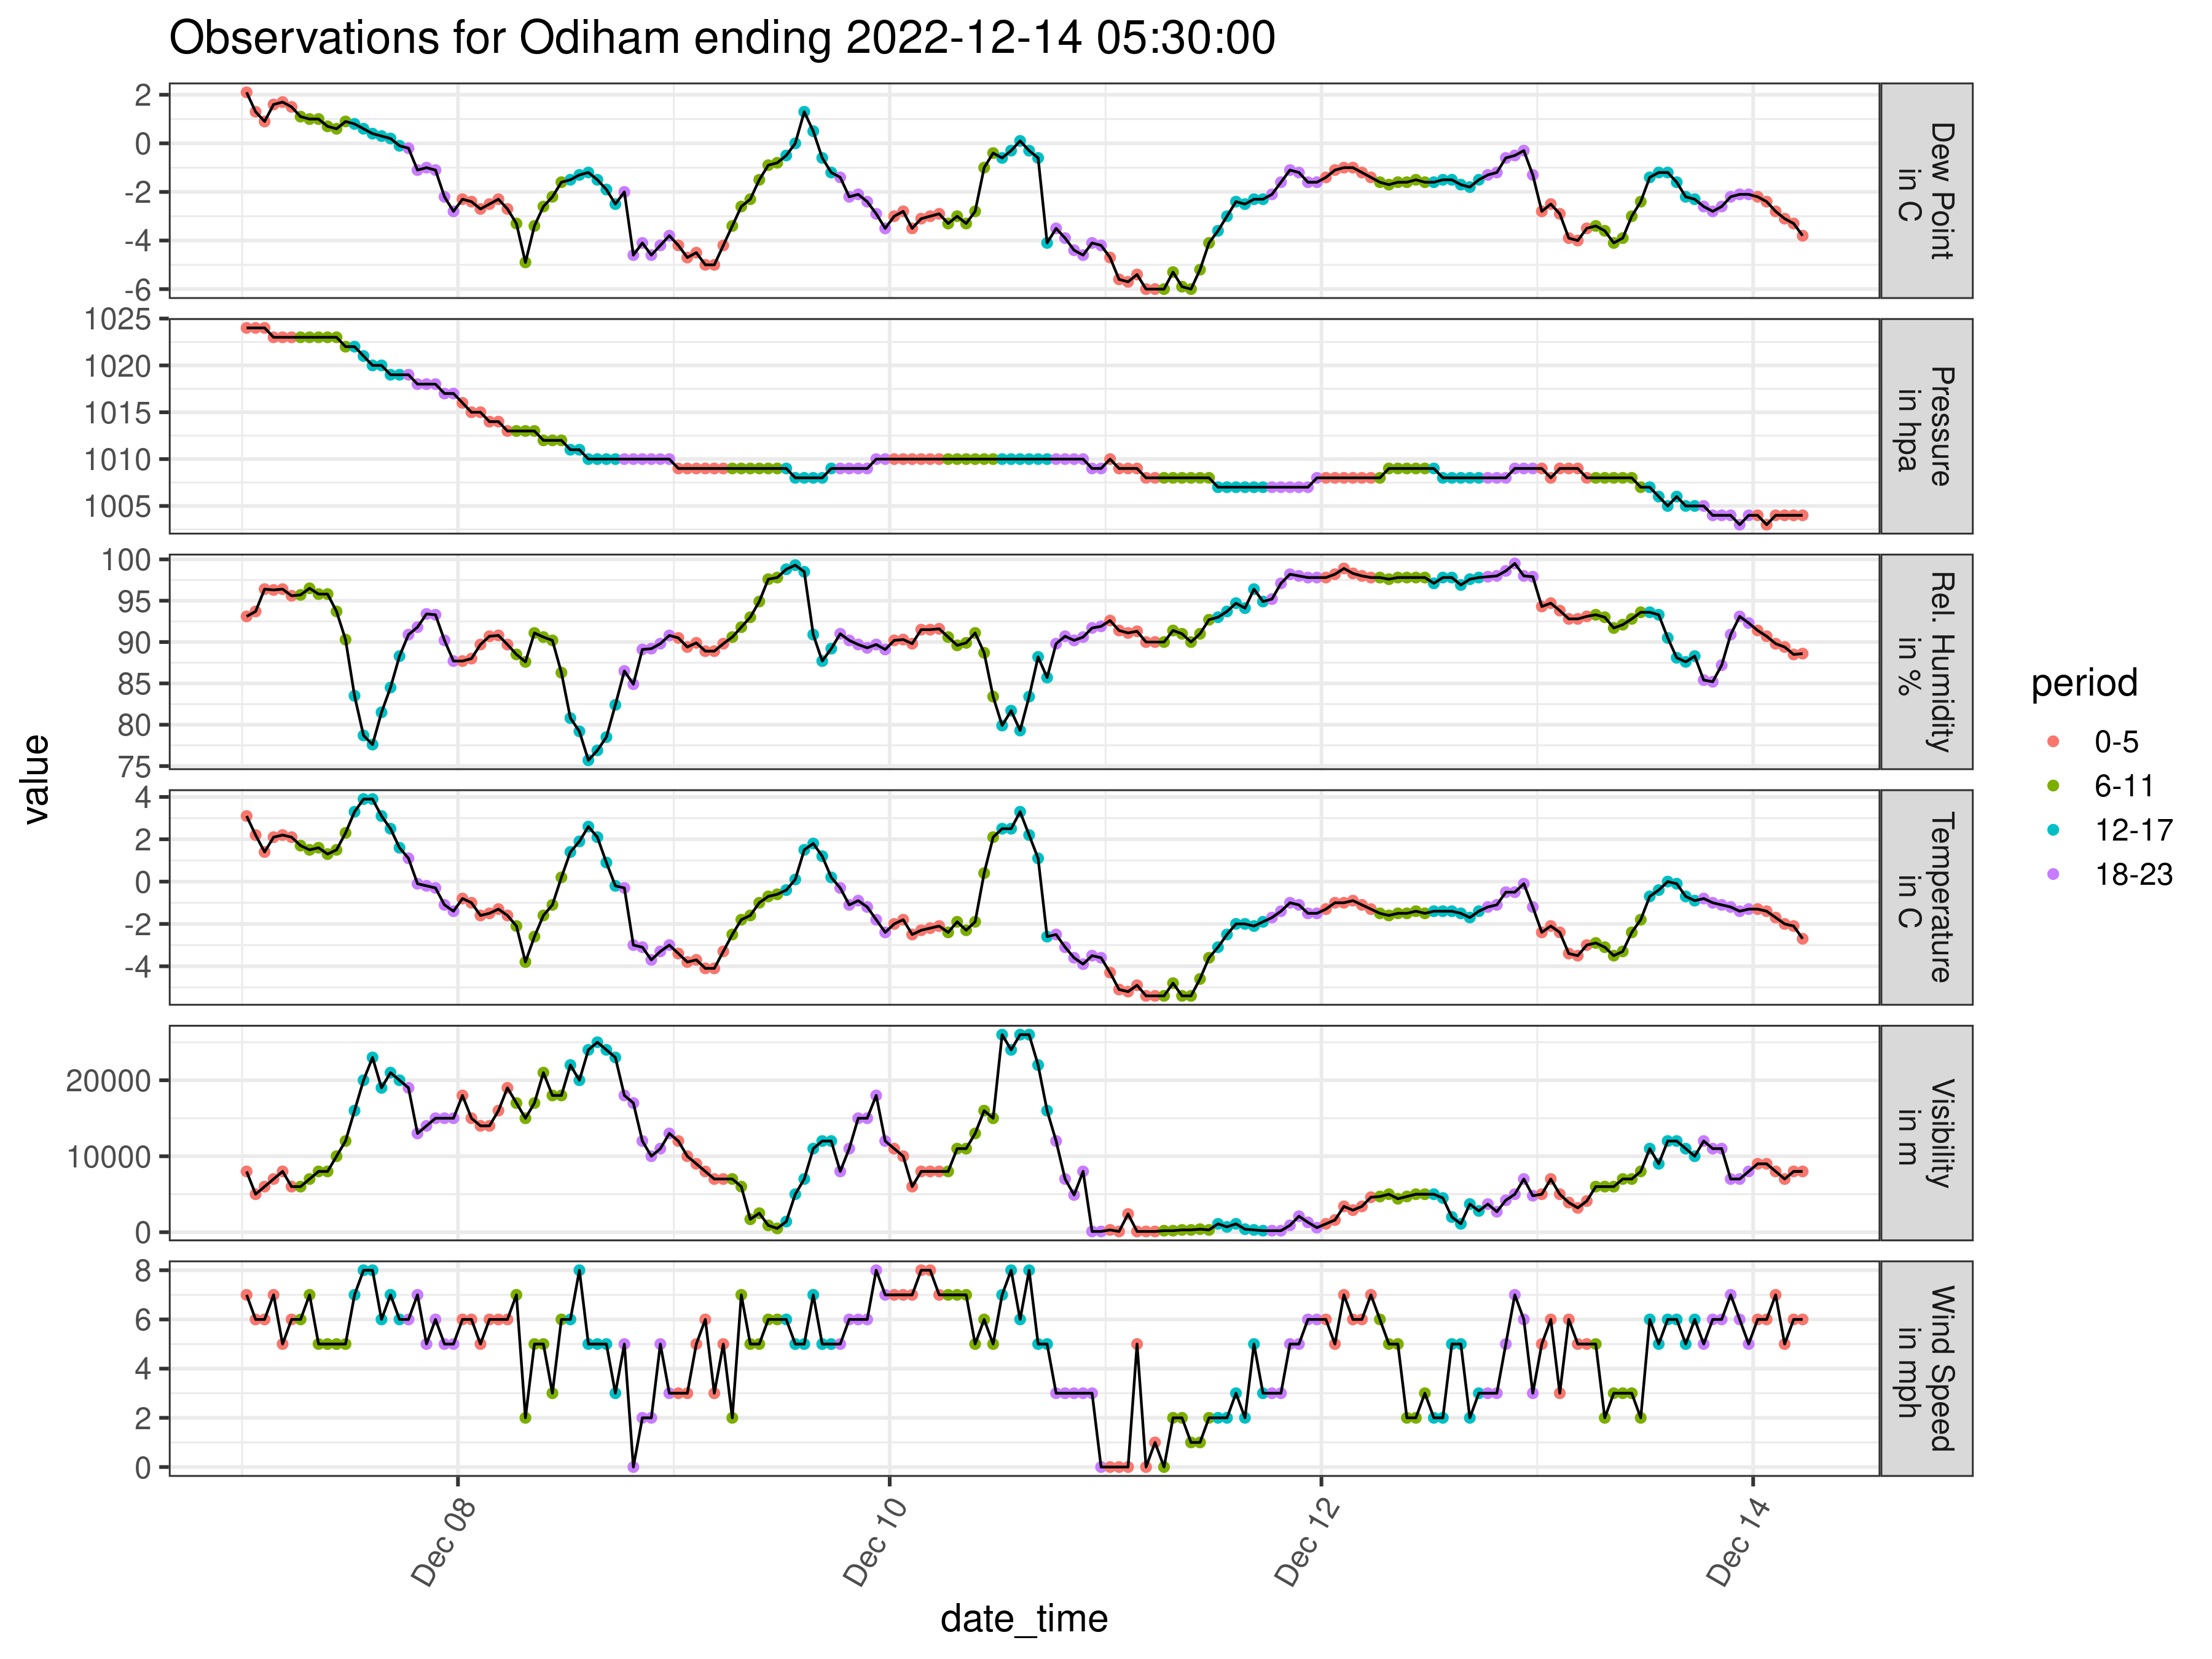 Observations for Odiham ending 2022-12-14 05:30:00
value
2
0
-2
-4
-6
Dew Point
in C
1025
1020
1015
1010
1005
Pressure
in hpa
100
95
90
85
80
75
Rel. Humidity
in %
4
2
0
-2
-4
Temperature
in C
20000
10000
0
Visibility
in m
8
6
4
2
0
Wind Speed
in mph
Dec 08
Dec 10
Dec 12
Dec 14
date_time
period
0-5
6-11
12-17
18-23